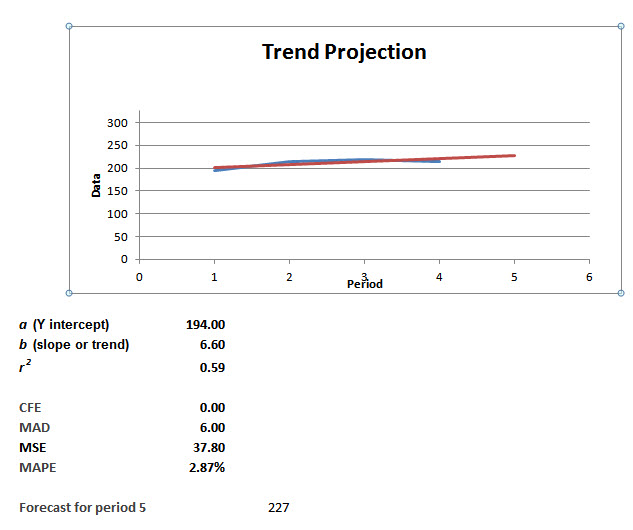 Trend Projection
300
250
200
150
100
50
0
Data
0 1 2 3 4 5 6
Period
a (Y intercept) 194.00
b (slope or trend) 6.60
r² 0.59
CFE 0.00
MAD 6.00
MSE 37.80
MAPE 2.87%
Forecast for period 5 227